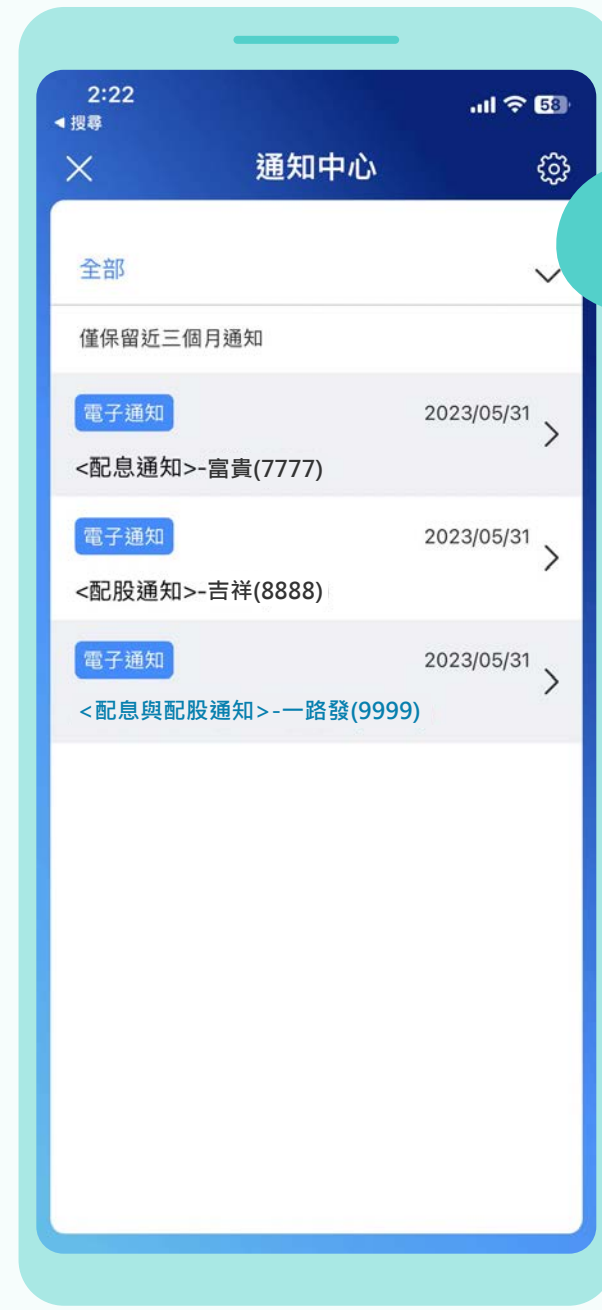 2:22
58
◀ 搜尋
通知中心
全部
僅保留近三個月通知
電子通知
2023/05/31
<配息通知>-富貴(7777)
電子通知
2023/05/31
<配股通知>-吉祥(8888)
電子通知
2023/05/31
<配息與配股通知>-一路發(9999)